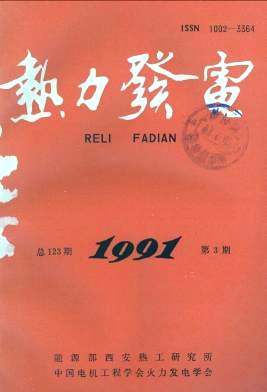 ISSN 1002-3364
熱力發電
RELI FADIAN
总123期 1991 第3期
能源部西安热工研究所
中国电机工程学会火力发电学会